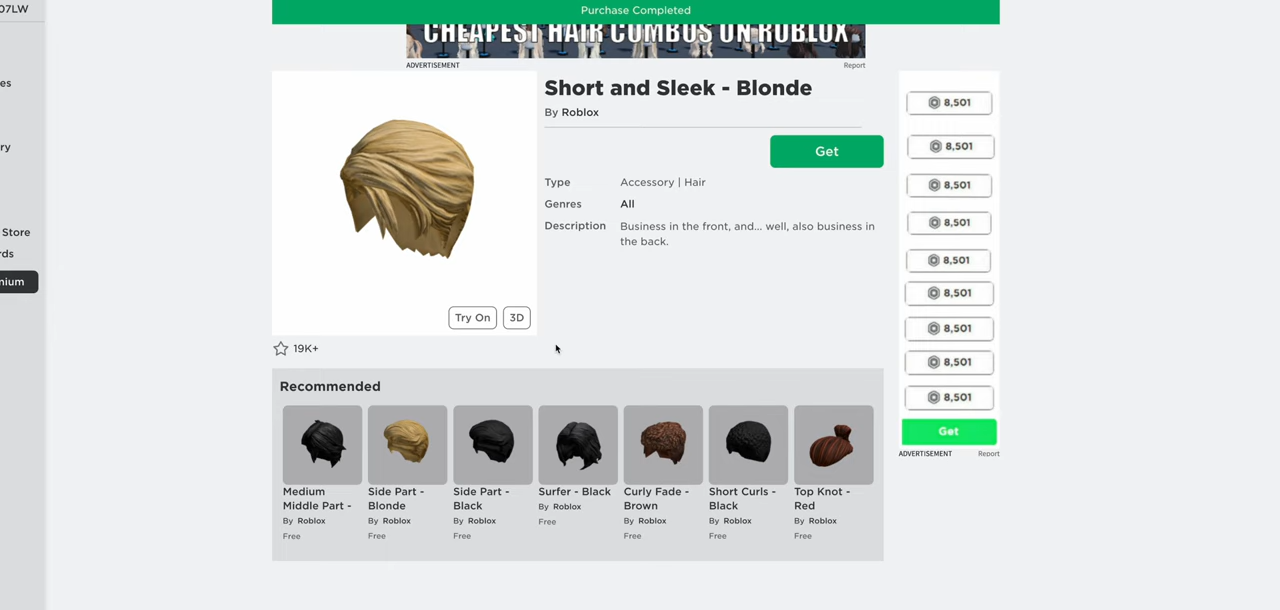 07LW
Purchase Completed
CHEAPEST HAIR COMBOS ON ROBLOX.
ADVERTISEMENT
Report
es
ry
Store
rds
nium
Short and Sleek - Blonde
By Roblox
Get
Type
Accessory | Hair
Genres
All
Description
Business in the front, and... well, also business in
the back.
Try On
3D
19K+
8,501
8,501
8,501
8,501
8,501
8,501
8,501
8,501
8,501
Get
ADVERTISEMENT
Report
Recommended
Medium
Middle Part -
By Roblox
Free
Side Part -
Blonde
By Roblox
Free
Side Part -
Black
By Roblox
Free
Surfer - Black
By Roblox
Free
Curly Fade -
Brown
By Roblox
Free
Short Curls -
Black
By Roblox
Free
Top Knot -
Red
By Roblox
Free